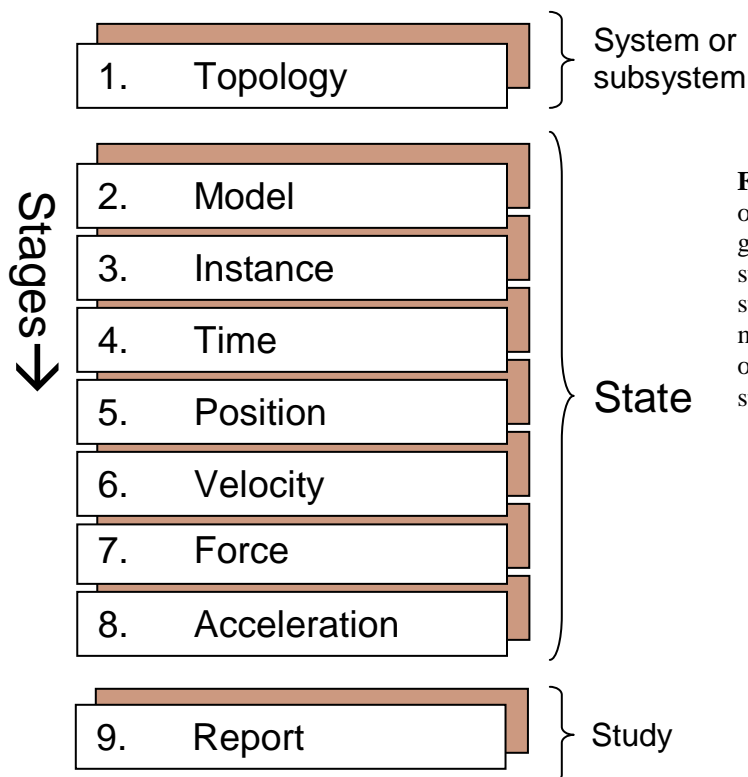 1. Topology
System or
subsystem
Stages→
2. Model
3. Instance
4. Time
5. Position
6. Velocity
7. Force
8. Acceleration
State
9. Report
Study